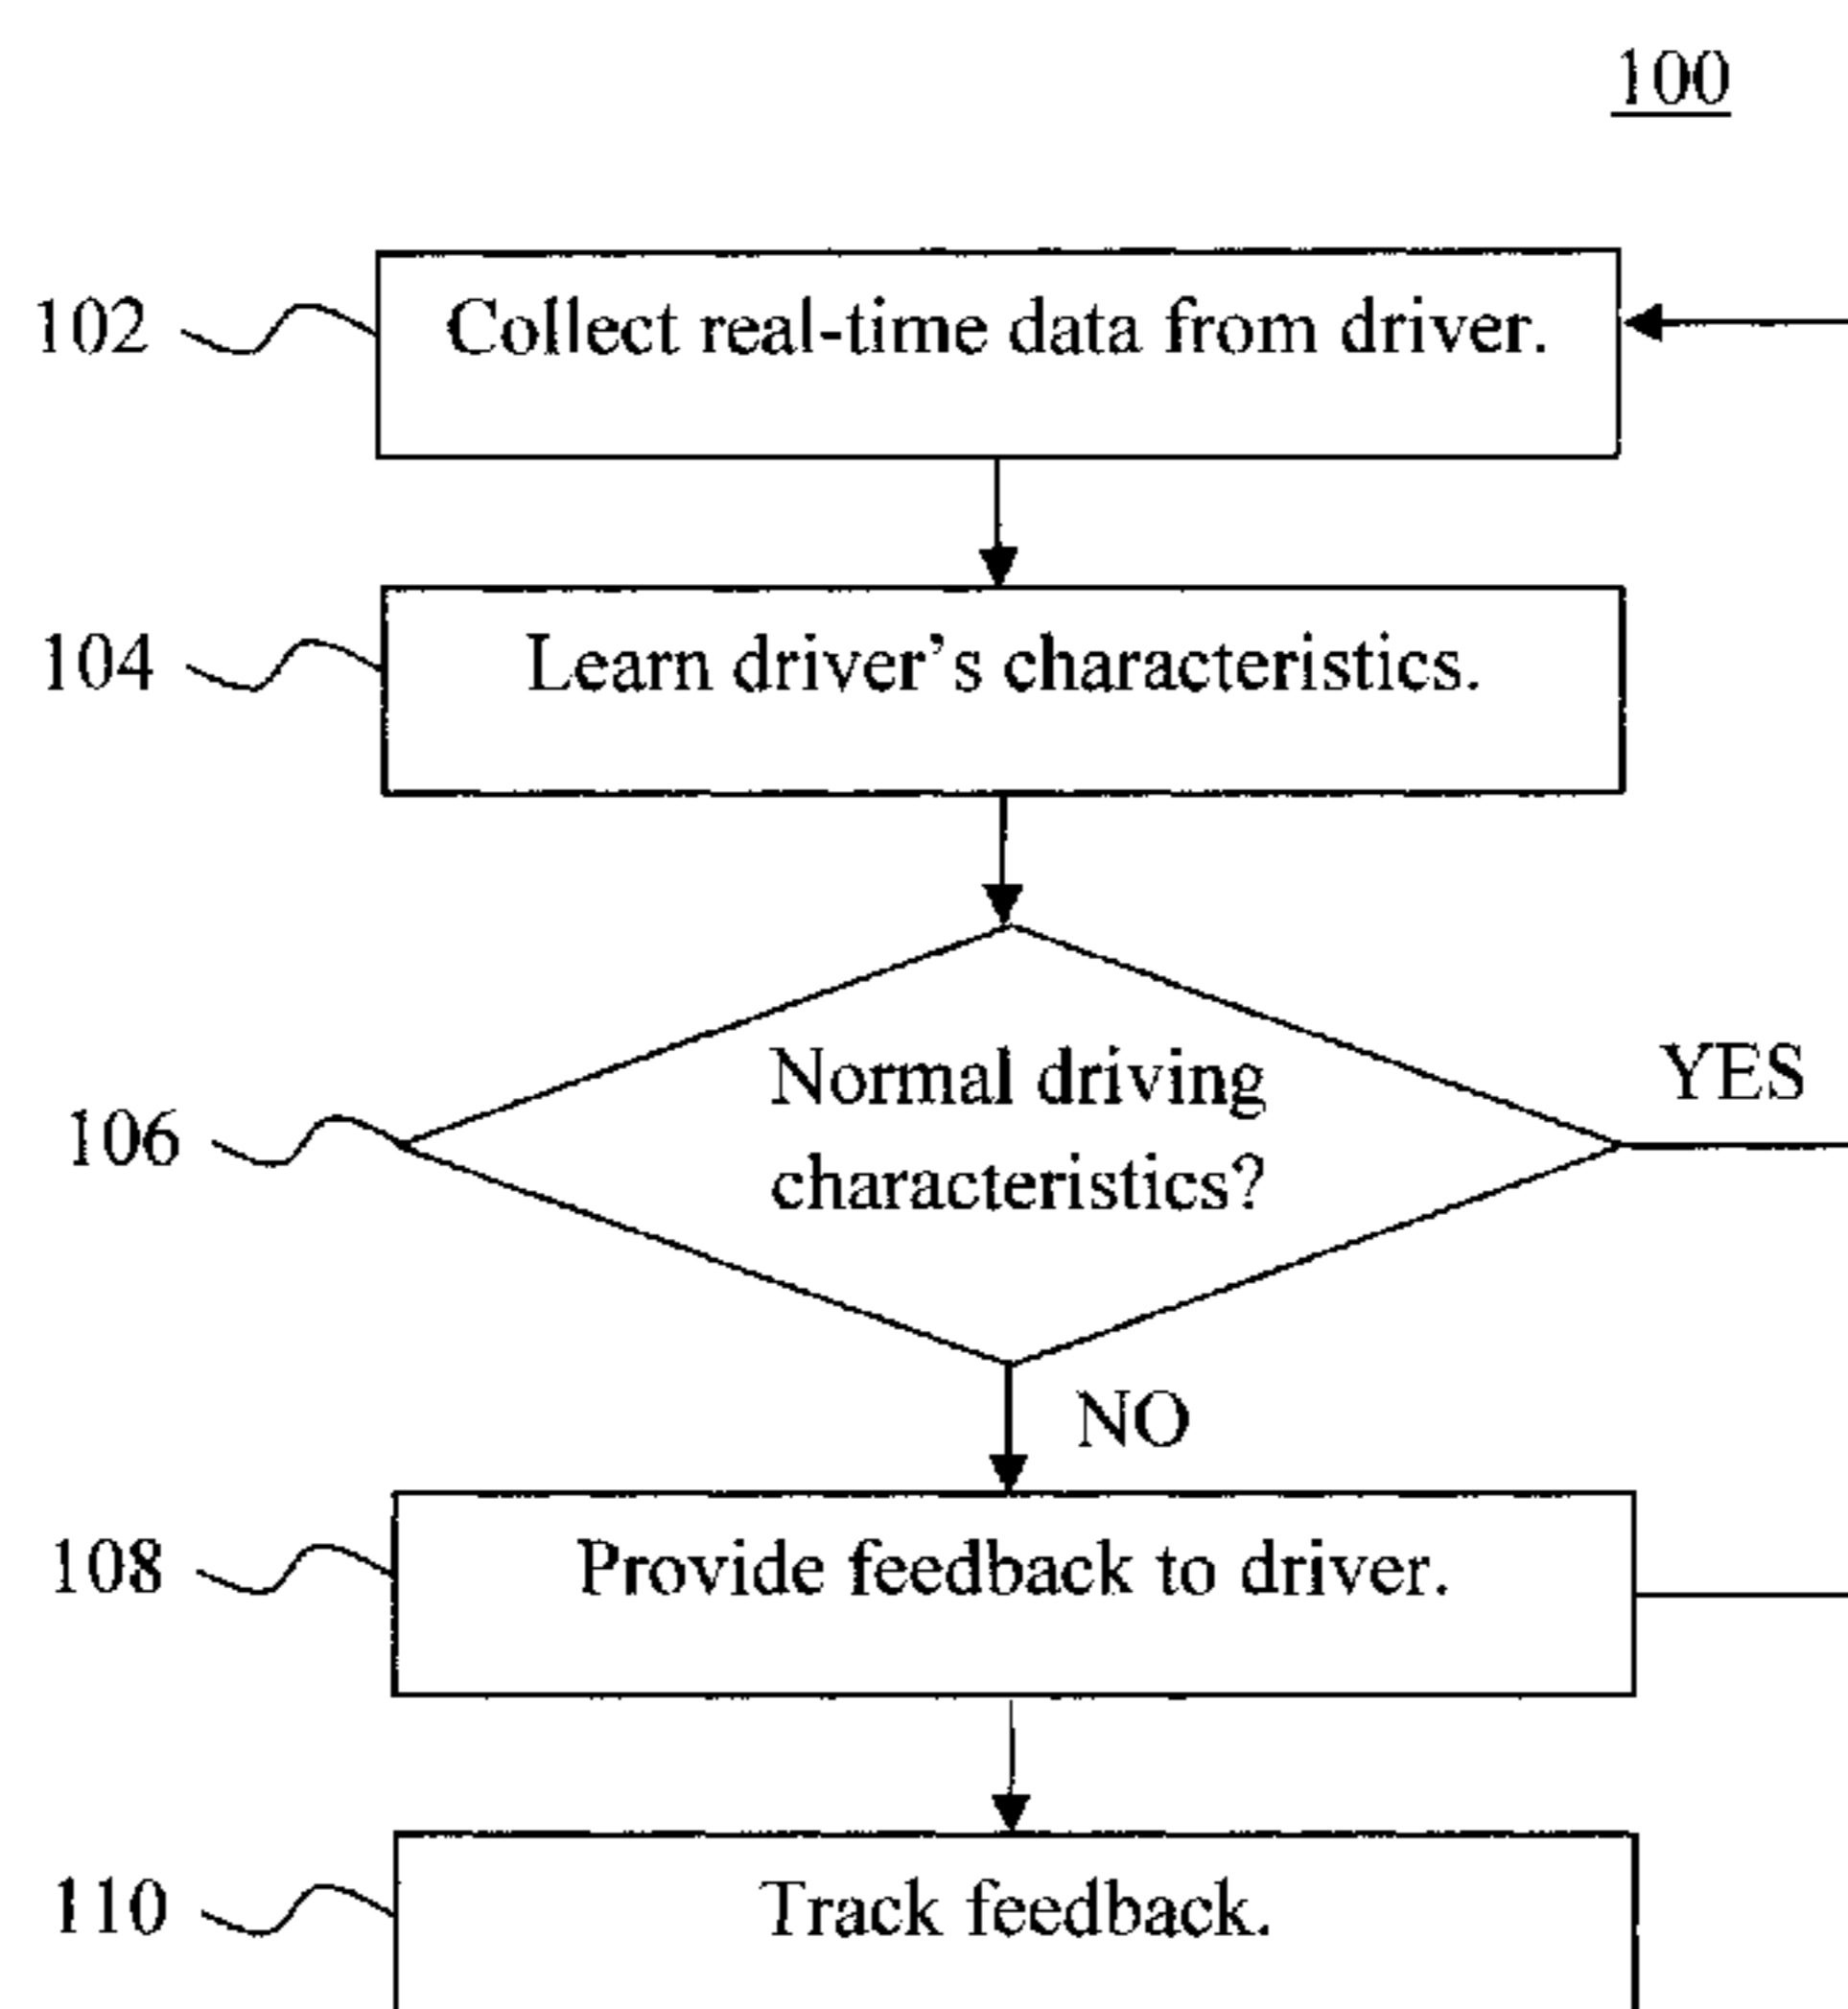 100
102
Collect real-time data from driver.
104
Learn driver's characteristics.
106
Normal driving
characteristics?
YES
NO
108
Provide feedback to driver.
110
Track feedback.